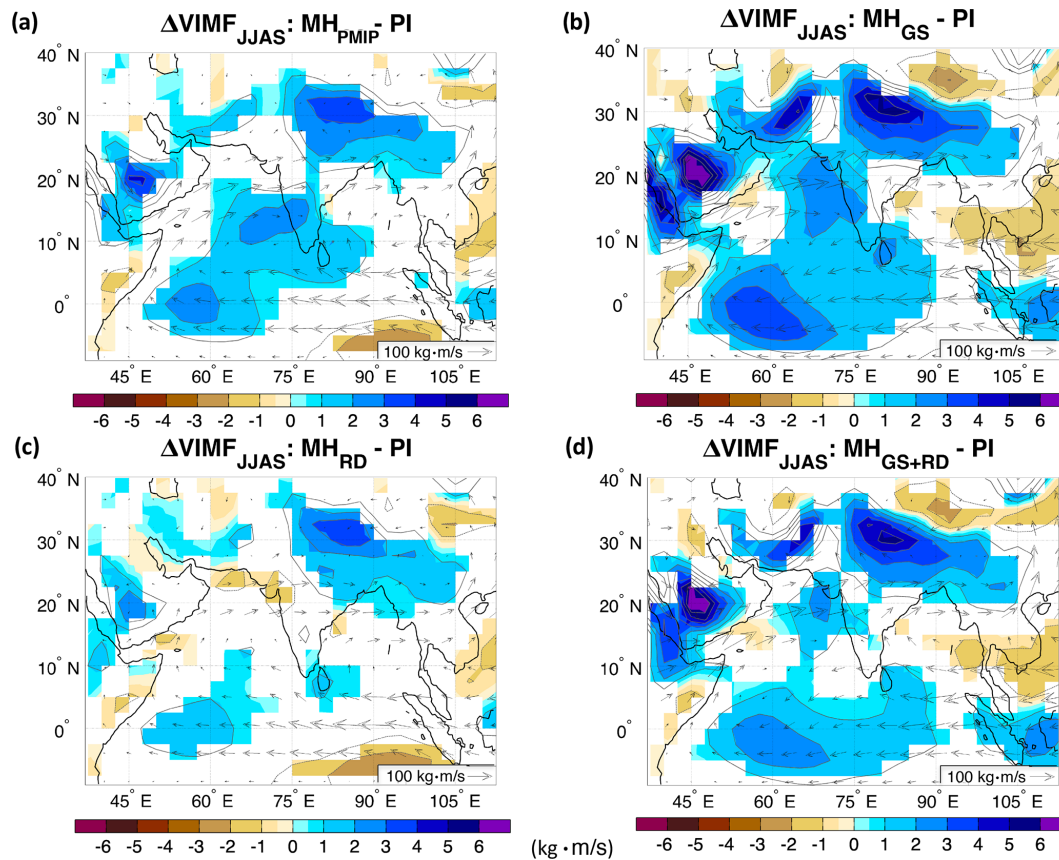 (a)
ΔVIMF_JJAS: MH_PMIP - PI
40° N
30°
20°
10°
0°
45° E 60° E 75° E 90° E 105° E
100 kg·m/s
-6 -5 -4 -3 -2 -1 0 1 2 3 4 5 6
(b)
ΔVIMF_JJAS: MH_GS - PI
40° N
30° N
20° N
10° N
0°
45° E 60° E 75° E 90° E 105° E
100 kg·m/s
-6 -5 -4 -3 -2 -1 0 1 2 3 4 5 6
(c)
ΔVIMF_JJAS: MH_RD - PI
40° N
30° N
20° N
10° N
0°
45° E 60° E 75° E 90° E 105° E
100 kg·m/s
-6 -5 -4 -3 -2 -1 0 1 2 3 4 5 6
(d)
ΔVIMF_JJAS: MH_GS+RD - PI
40° N
30° N
20° N
10° N
0°
45° E 60° E 75° E 90° E 105° E
100 kg·m/s
-6 -5 -4 -3 -2 -1 0 1 2 3 4 5 6
(kg · m/s)